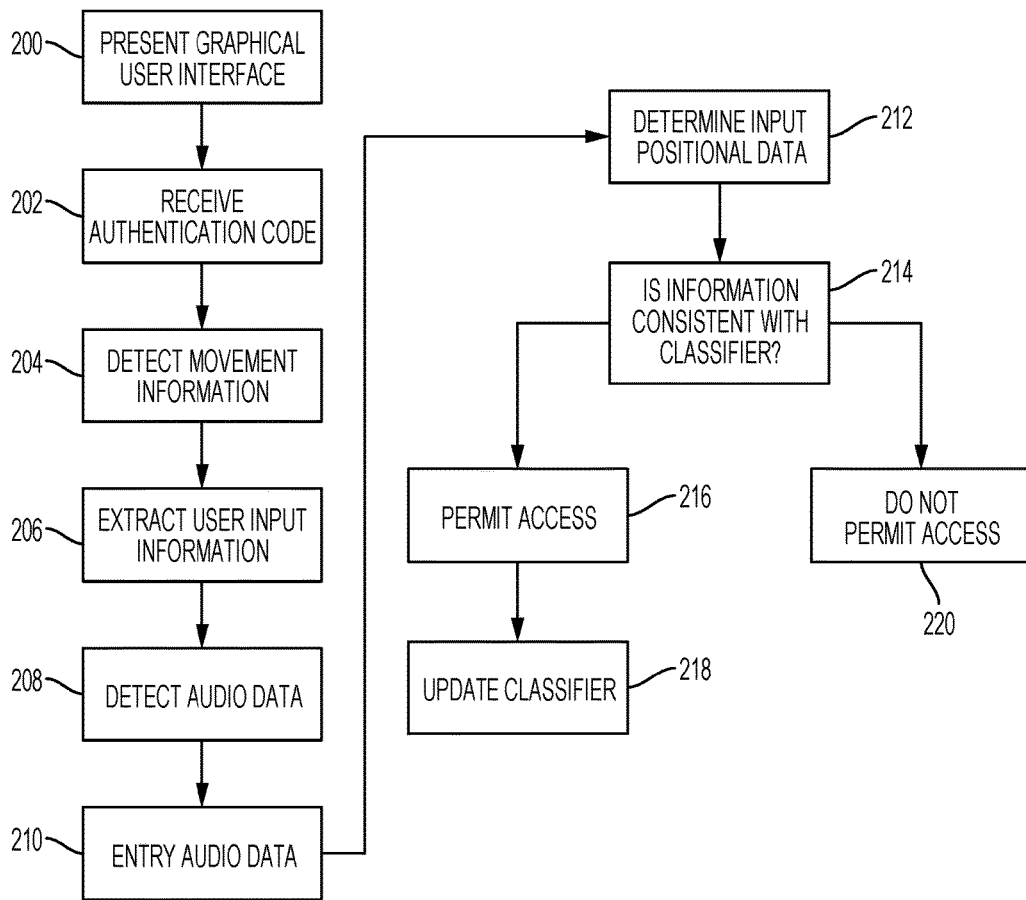 200
PRESENT GRAPHICAL
USER INTERFACE
202
RECEIVE
AUTHENTICATION CODE
204
DETECT MOVEMENT
INFORMATION
206
EXTRACT USER INPUT
INFORMATION
208
DETECT AUDIO DATA
210
ENTRY AUDIO DATA
DETERMINE INPUT
POSITIONAL DATA
212
IS INFORMATION
CONSISTENT WITH
CLASSIFIER?
214
PERMIT ACCESS
216
UPDATE CLASSIFIER
218
DO NOT
PERMIT ACCESS
220